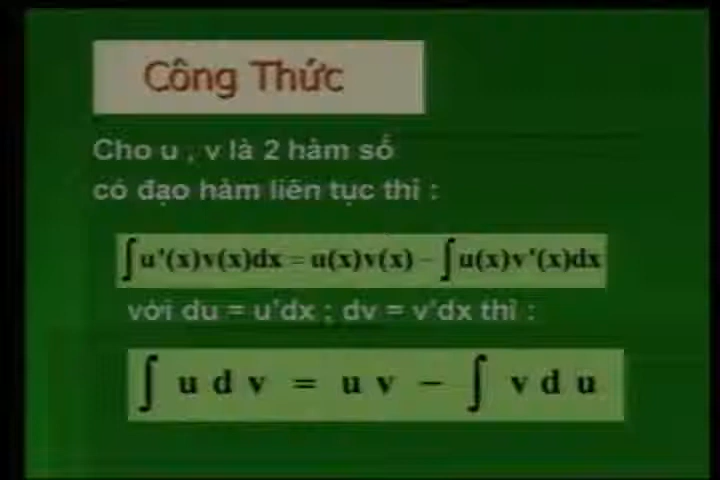 Công Thức
Cho u , v là 2 hàm số
có đạo hàm liên tục thì :
∫u'(x)v(x)dx = u(x)v(x) − ∫u(x)v'(x)dx
với du = u'dx ; dv = v'dx thì :
∫ u d v = u v − ∫ v d u